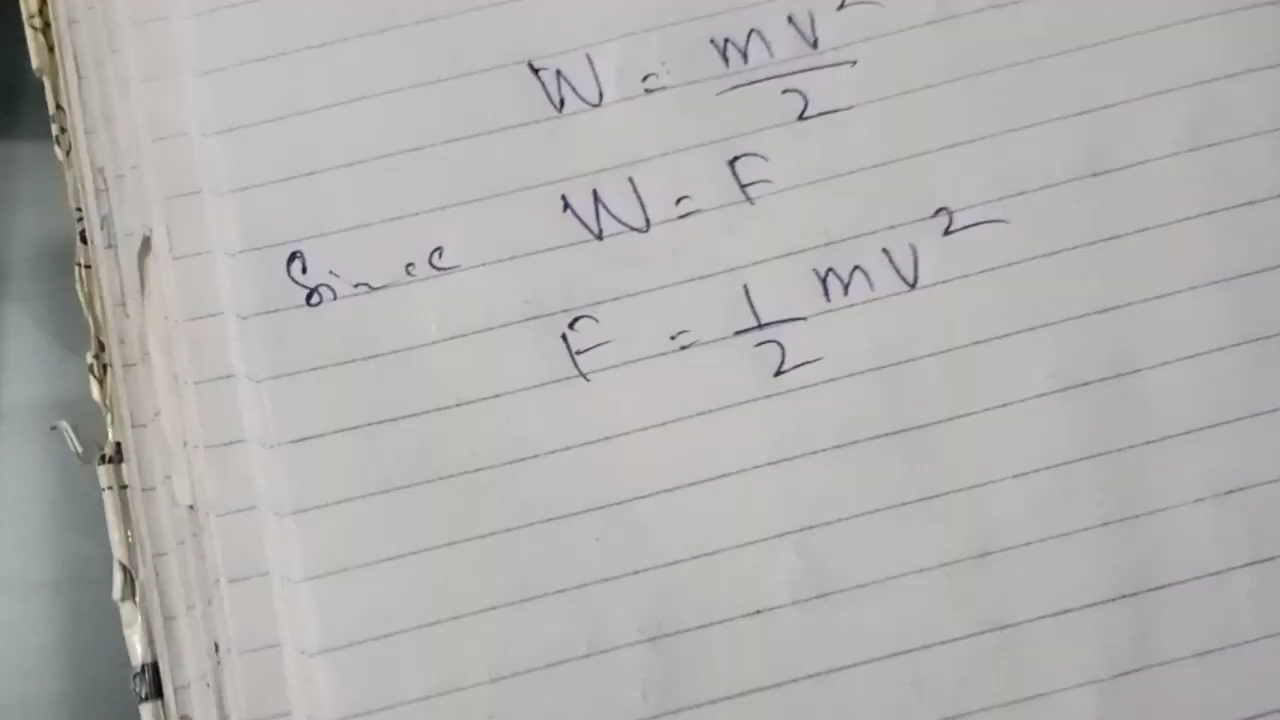 W = mv²/2
Since W = F
F = 1/2 mv²